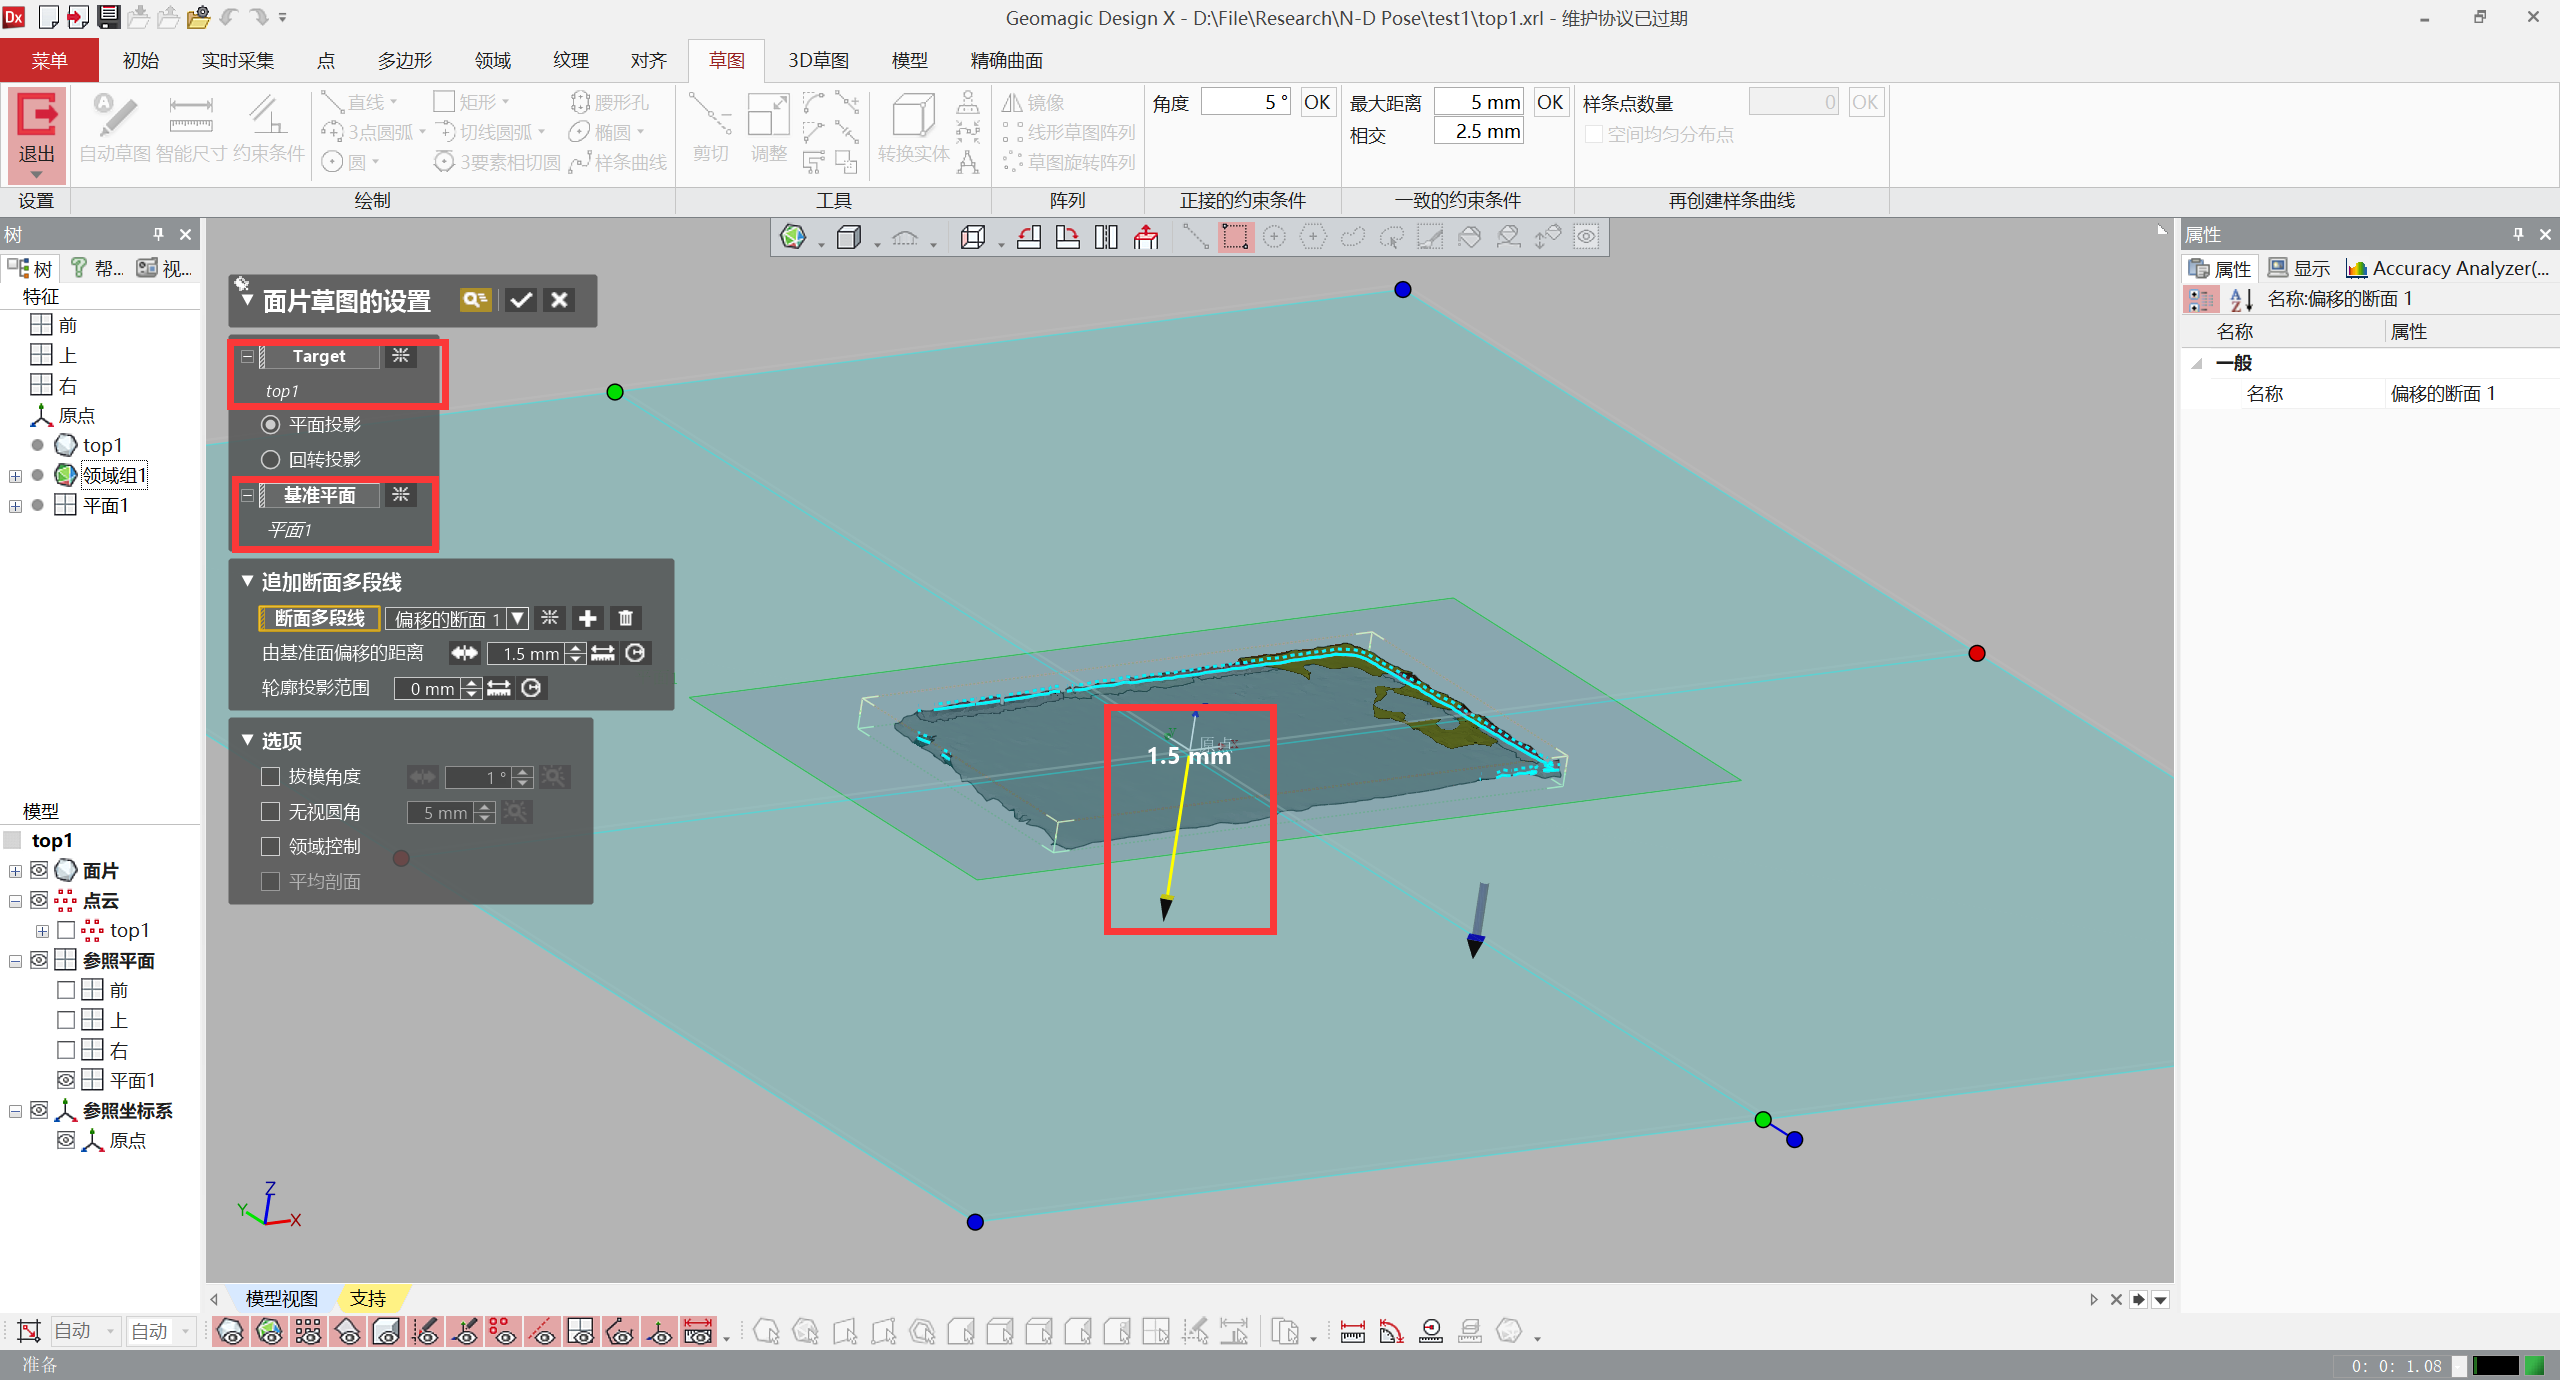 Dx
Geomagic Design X - D:\File\Research\N-D Pose\test1\top1.xrl - 维护协议已过期
菜单 初始 实时采集 点 多边形 领域 纹理 对齐 草图 3D草图 模型 精确曲面
退出
自动草图 智能尺寸 约束条件
直线 矩形 腰形孔
3点圆弧 切线圆弧 椭圆
圆 3要素相切圆 样条曲线
剪切 调整 转换实体
镜像
线形草图阵列
草图旋转阵列
角度 5 ° OK
最大距离 5 mm OK
相交 2.5 mm
样条点数量 0 OK
空间均匀分布点
设置 绘制 工具 阵列 正接的约束条件 一致的约束条件 再创建样条曲线
树
树 帮... 视...
特征
前
上
右
原点
top1
领域组1
平面1
模型
top1
面片
点云
top1
参照平面
前
上
右
平面1
参照坐标系
原点
面片草图的设置
Target
top1
平面投影
回转投影
基准平面
平面1
追加断面多段线
断面多段线 偏移的断面 1
由基准面偏移的距离 1.5 mm
轮廓投影范围 0 mm
选项
拔模角度 1 °
无视圆角 5 mm
领域控制
平均剖面
原点
1.5 mm
Z
Y
X
属性
属性 显示 Accuracy Analyzer(...
名称:偏移的断面 1
名称 属性
一般
名称 偏移的断面 1
模型视图 支持
自动 自动
准备
0: 0: 1.08